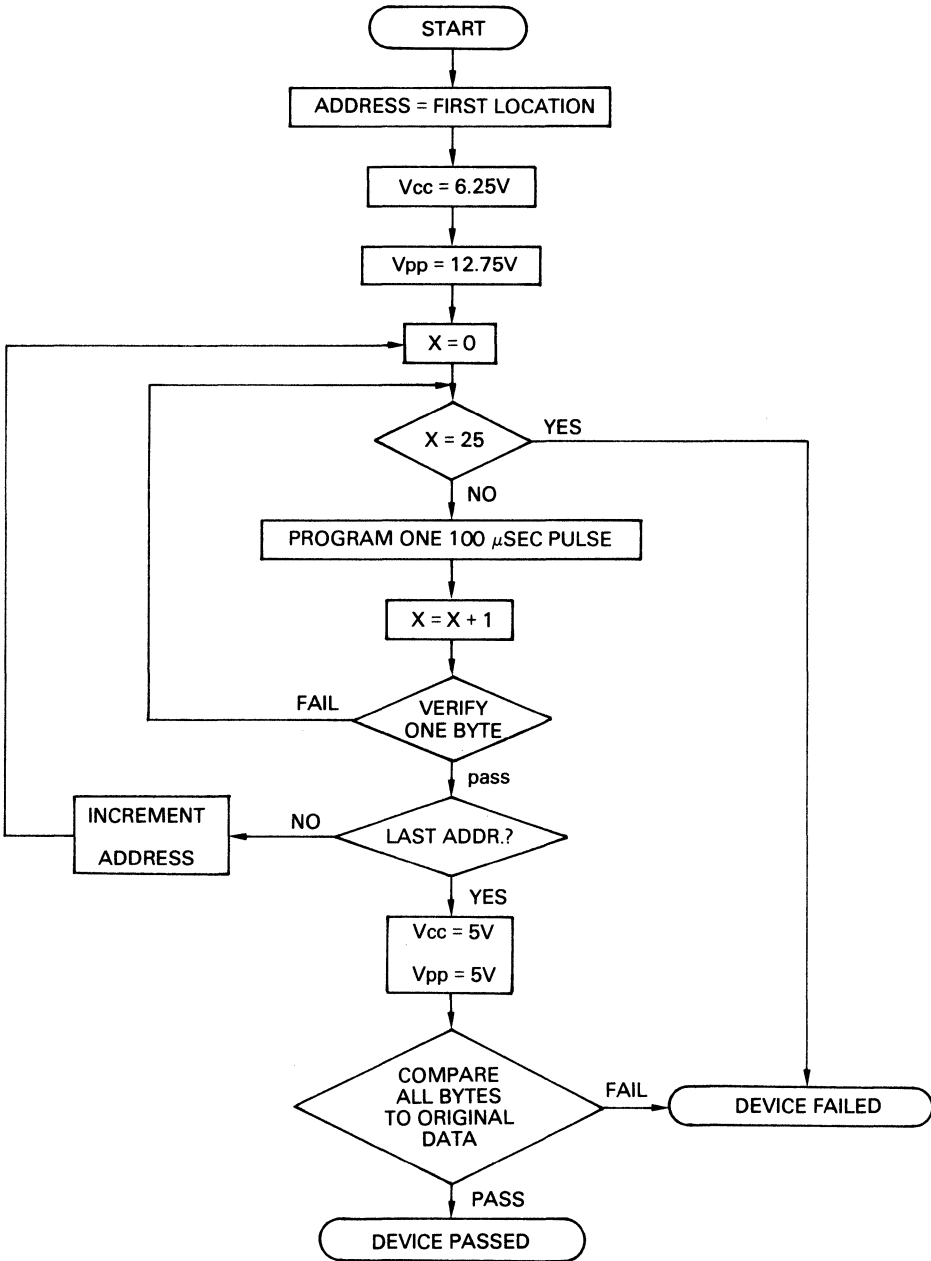 START
ADDRESS = FIRST LOCATION
Vcc = 6.25V
Vpp = 12.75V
X = 0
X = 25
YES
NO
PROGRAM ONE 100 μSEC PULSE
X = X + 1
FAIL
VERIFY
ONE BYTE
pass
INCREMENT
ADDRESS
NO
LAST ADDR.?
YES
Vcc = 5V
Vpp = 5V
COMPARE
ALL BYTES
TO ORIGINAL
DATA
FAIL
DEVICE FAILED
PASS
DEVICE PASSED